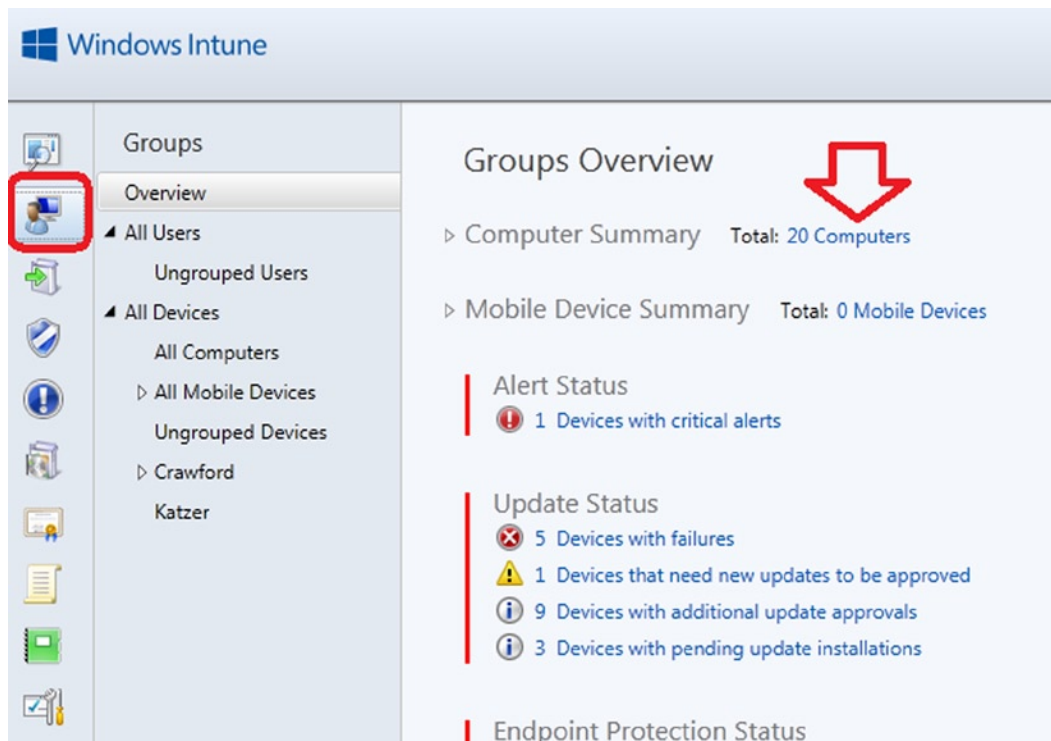 Windows Intune
Groups
Overview
All Users
Ungrouped Users
All Devices
All Computers
All Mobile Devices
Ungrouped Devices
Crawford
Katzer
Groups Overview
Computer Summary Total: 20 Computers
Mobile Device Summary Total: 0 Mobile Devices
Alert Status
1 Devices with critical alerts
Update Status
5 Devices with failures
1 Devices that need new updates to be approved
9 Devices with additional update approvals
3 Devices with pending update installations
Endpoint Protection Status